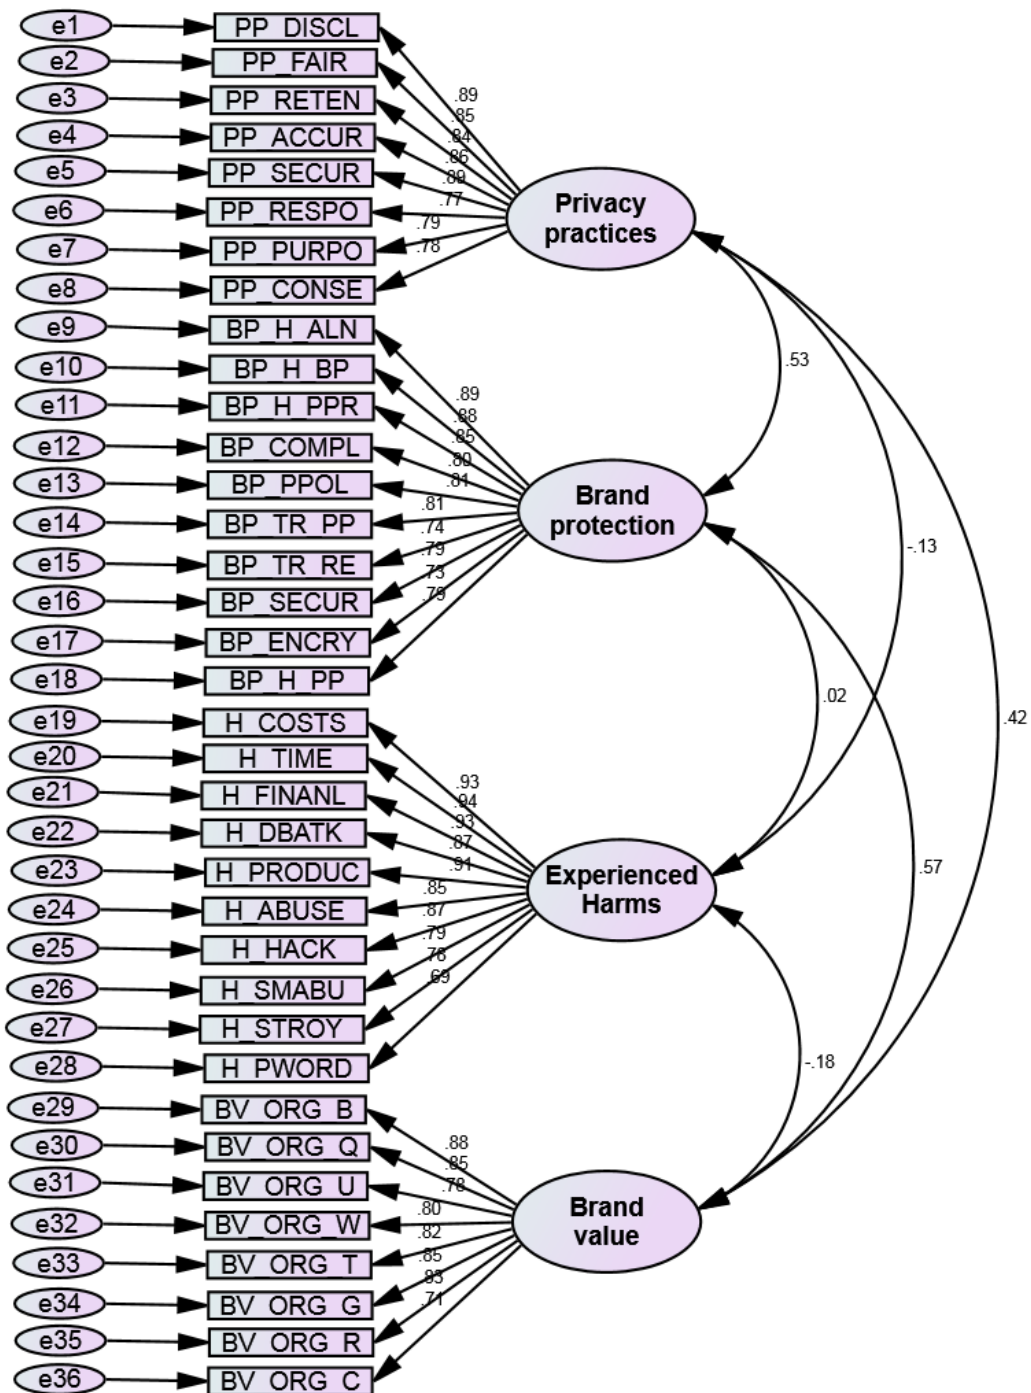 e1 PP_DISCL
e2 PP_FAIR
e3 PP_RETEN
e4 PP_ACCUR
e5 PP_SECUR
e6 PP_RESPO
e7 PP_PURPO
e8 PP_CONSE
.89
.85
.84
.86
.89
.77
.79
.78
Privacy
practices
e9 BP_H_ALN
e10 BP_H_BP
e11 BP_H_PPR
e12 BP_COMPL
e13 BP_PPOL
e14 BP_TR_PP
e15 BP_TR_RE
e16 BP_SECUR
e17 BP_ENCRY
e18 BP_H_PP
.89
.88
.85
.80
.81
.81
.74
.79
.73
.79
Brand
protection
e19 H_COSTS
e20 H_TIME
e21 H_FINANL
e22 H_DBATK
e23 H_PRODUC
e24 H_ABUSE
e25 H_HACK
e26 H_SMABU
e27 H_STROY
e28 H_PWORD
.93
.94
.93
.87
.91
.85
.87
.79
.78
.69
Experienced
Harms
e29 BV_ORG_B
e30 BV_ORG_Q
e31 BV_ORG_U
e32 BV_ORG_W
e33 BV_ORG_T
e34 BV_ORG_G
e35 BV_ORG_R
e36 BV_ORG_C
.88
.85
.78
.80
.82
.85
.83
.71
Brand
value
.53
-.13
.02
.42
.57
-.18